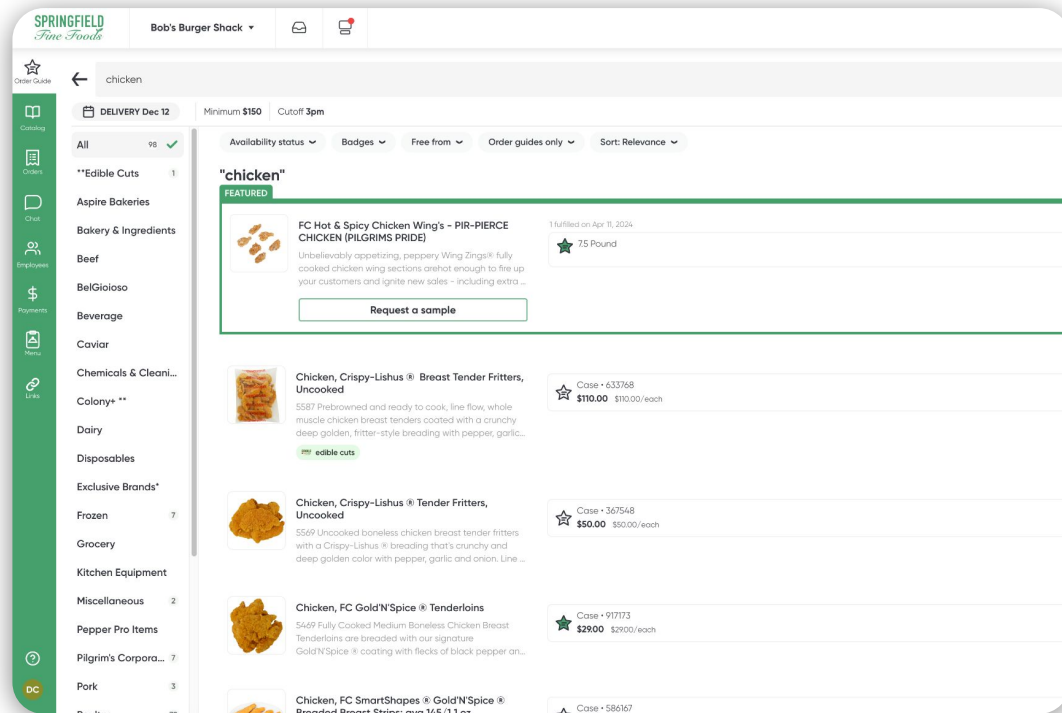 SPRINGFIELD
Fine Foods
Bob's Burger Shack
Order Guide
chicken
DELIVERY Dec 12
Minimum $150
Cutoff 3pm
Catalog
Orders
Chat
Employees
Payments
Menu
Links
DC
All 98
**Edible Cuts 1
Aspire Bakeries
Bakery & Ingredients
Beef
BelGioioso
Beverage
Caviar
Chemicals & Cleani...
Colony+ **
Dairy
Disposables
Exclusive Brands*
Frozen 7
Grocery
Kitchen Equipment
Miscellaneous 2
Pepper Pro Items
Pilgrim's Corpora... 7
Pork 3
Availability status
Badges
Free from
Order guides only
Sort: Relevance
"chicken"
FEATURED
FC Hot & Spicy Chicken Wing's - PIR-PIERCE
CHICKEN (PILGRIMS PRIDE)
Unbelievably appetizing, peppery Wing Zings® fully
cooked chicken wing sections arehot enough to fire up
your customers and ignite new sales - including extra ...
Request a sample
1 fulfilled on Apr 11, 2024
7.5 Pound
Chicken, Crispy-Lishus ® Breast Tender Fritters,
Uncooked
5587 Prebrowned and ready to cook, line flow, whole
muscle chicken breast tenders coated with a crunchy
deep golden, fritter-style breading with pepper, garlic...
edible cuts
Case • 633768
$110.00 $110.00/each
Chicken, Crispy-Lishus ® Tender Fritters,
Uncooked
5569 Uncooked boneless chicken breast tender fritters
with a Crispy-Lishus ® breading that's crunchy and
deep golden color with pepper, garlic and onion. Line ...
Case • 367548
$50.00 $50.00/each
Chicken, FC Gold'N'Spice ® Tenderloins
5469 Fully Cooked Medium Boneless Chicken Breast
Tenderloins are breaded with our signature
Gold'N'Spice ® coating with flecks of black pepper an...
Case • 917173
$29.00 $29.00/each
Chicken, FC SmartShapes ® Gold'N'Spice ®
Breaded Breast Strips; avg 1.45/1.1 oz
Case • 586167